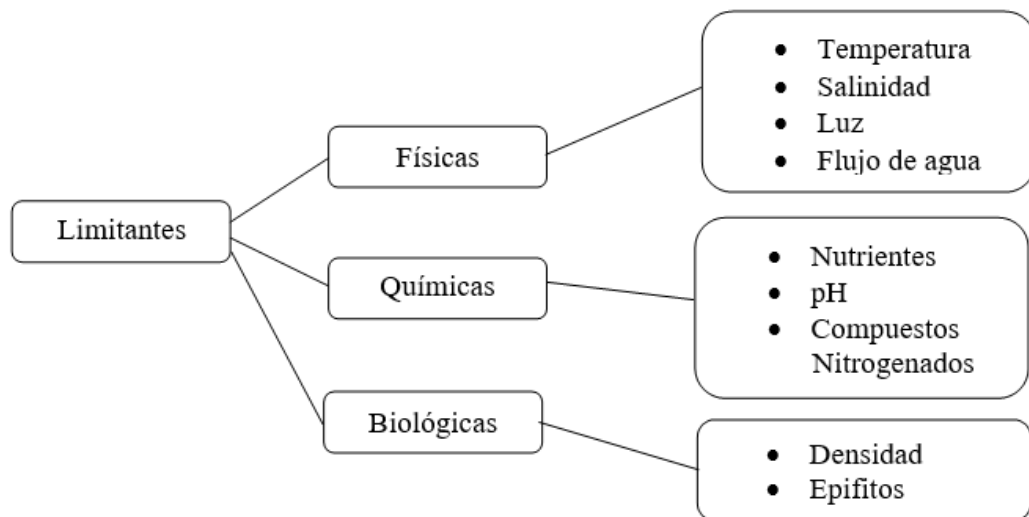 Limitantes
Físicas
• Temperatura
• Salinidad
• Luz
• Flujo de agua
Químicas
• Nutrientes
• pH
• Compuestos
Nitrogenados
Biológicas
• Densidad
• Epifitos